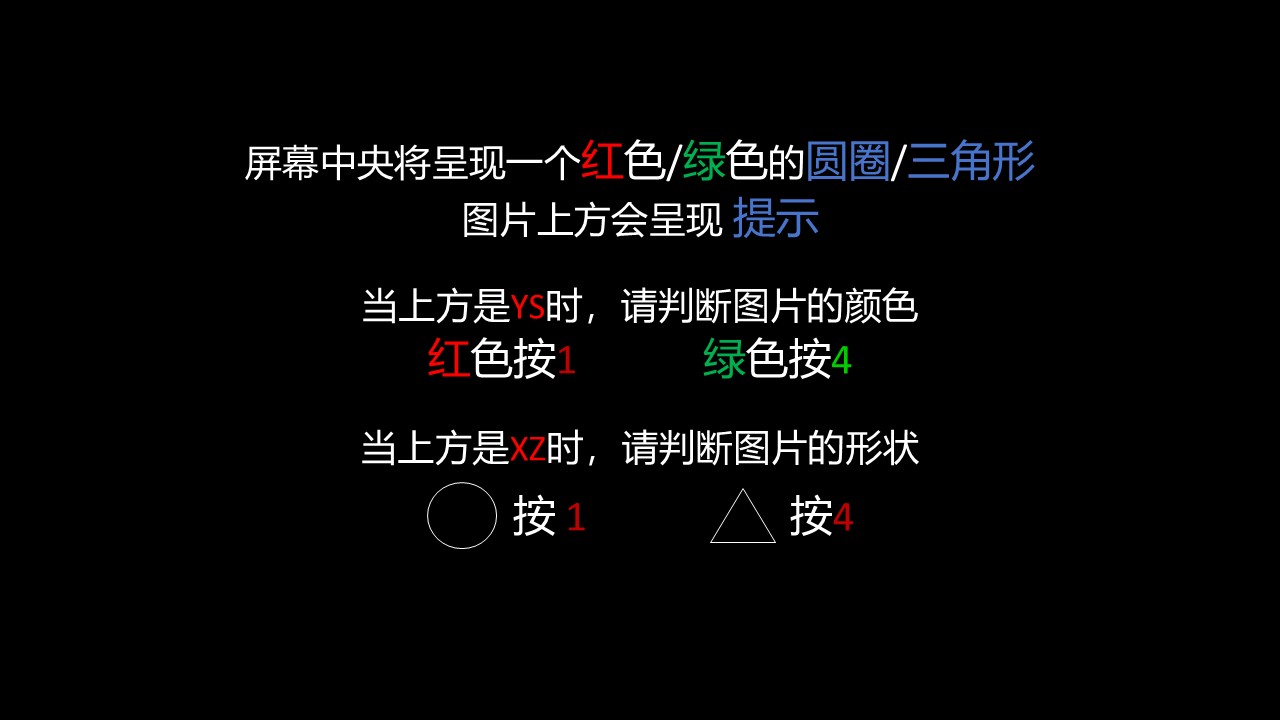 屏幕中央将呈现一个红色/绿色的圆圈/三角形
图片上方会呈现 提示
当上方是YS时，请判断图片的颜色
红色按1 绿色按4
当上方是XZ时，请判断图片的形状
按 1 按4